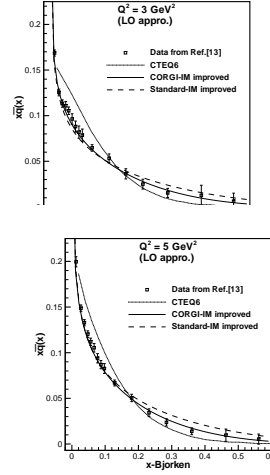 Q² = 3 GeV²
(LO appro.)
0.2
Data from Ref.[13]
CTEQ6
CORGI-IM improved
Standard-IM improved
0.15
xq̅(x)
0.1
0.05
Q² = 5 GeV²
(LO appro.)
0.2
Data from Ref.[13]
CTEQ6
CORGI-IM improved
Standard-IM improved
0.15
xq̅(x)
0.1
0.05
0
0 0.1 0.2 0.3 0.4 0.5
x-Bjorken